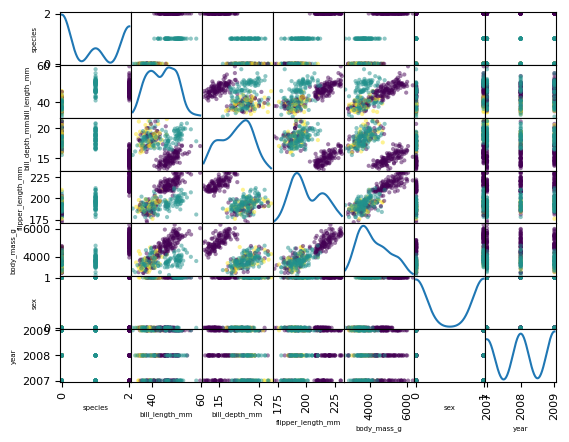 2
species
0
60
bill_length_mm
40
20
bill_depth_mm
15
225
flipper_length_mm
200
175
6000
body_mass_g
4000
1
sex
0
2009
year
2008
2007
0 2 40 60 15 20 175 200 225 4000 6000 0 1 2007 2008 2009
species bill_length_mm bill_depth_mm flipper_length_mm body_mass_g sex year